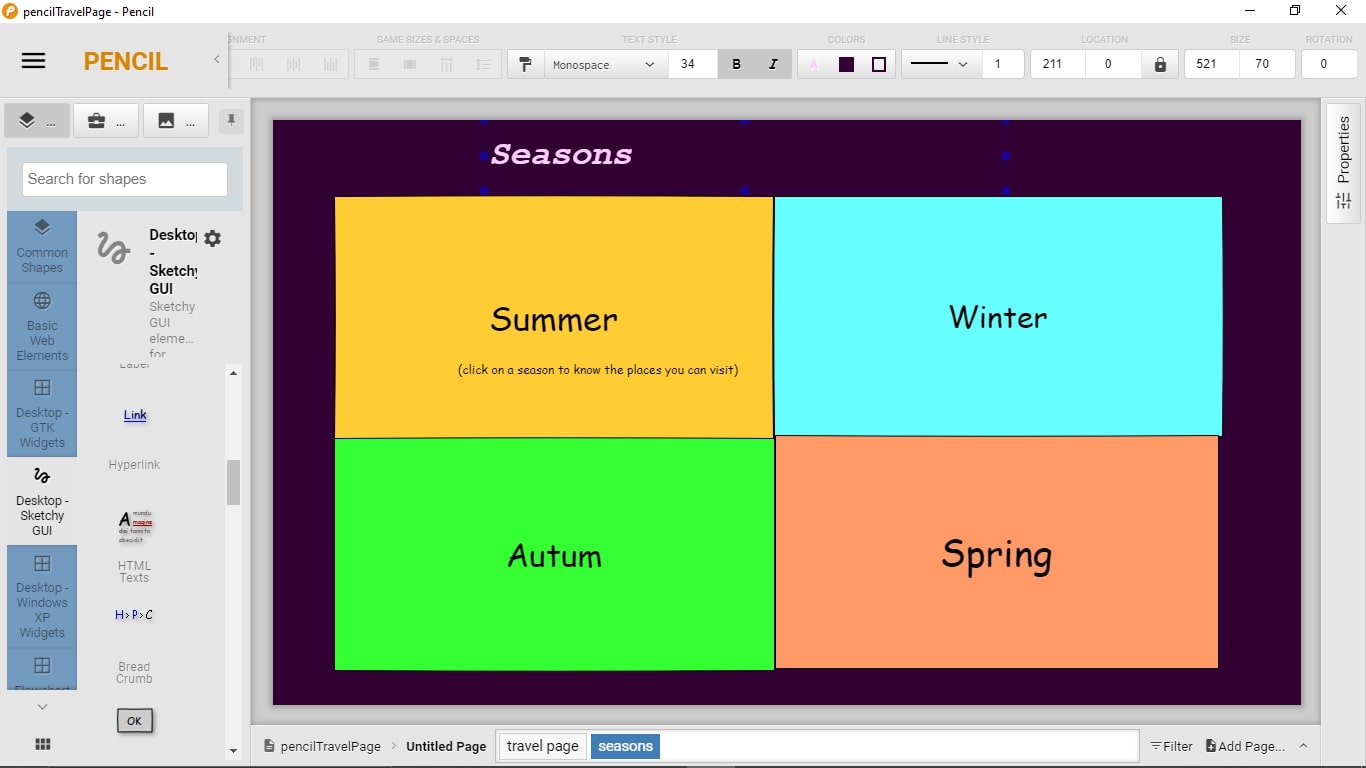 pencilTravelPage - Pencil
PENCIL
NMENT
SAME SIZES & SPACES
TEXT STYLE
COLORS
LINE STYLE
LOCATION
SIZE
ROTATION
Monospace
34
B
I
A
1
211
0
521
70
0
...
...
...
Search for shapes
Common
Shapes
Basic
Web
Elements
Desktop -
GTK
Widgets
Desktop -
Sketchy
GUI
Desktop -
Windows
XP
Widgets
Flowchart
Deskto
-
Sketchy
GUI
Sketchy
GUI
eleme...
for
Label
Link
Hyperlink
HTML
Texts
H>P>C
Bread
Crumb
OK
Seasons
Summer
(click on a season to know the places you can visit)
Winter
Autum
Spring
Properties
pencilTravelPage > Untitled Page
travel page
seasons
Filter
Add Page...